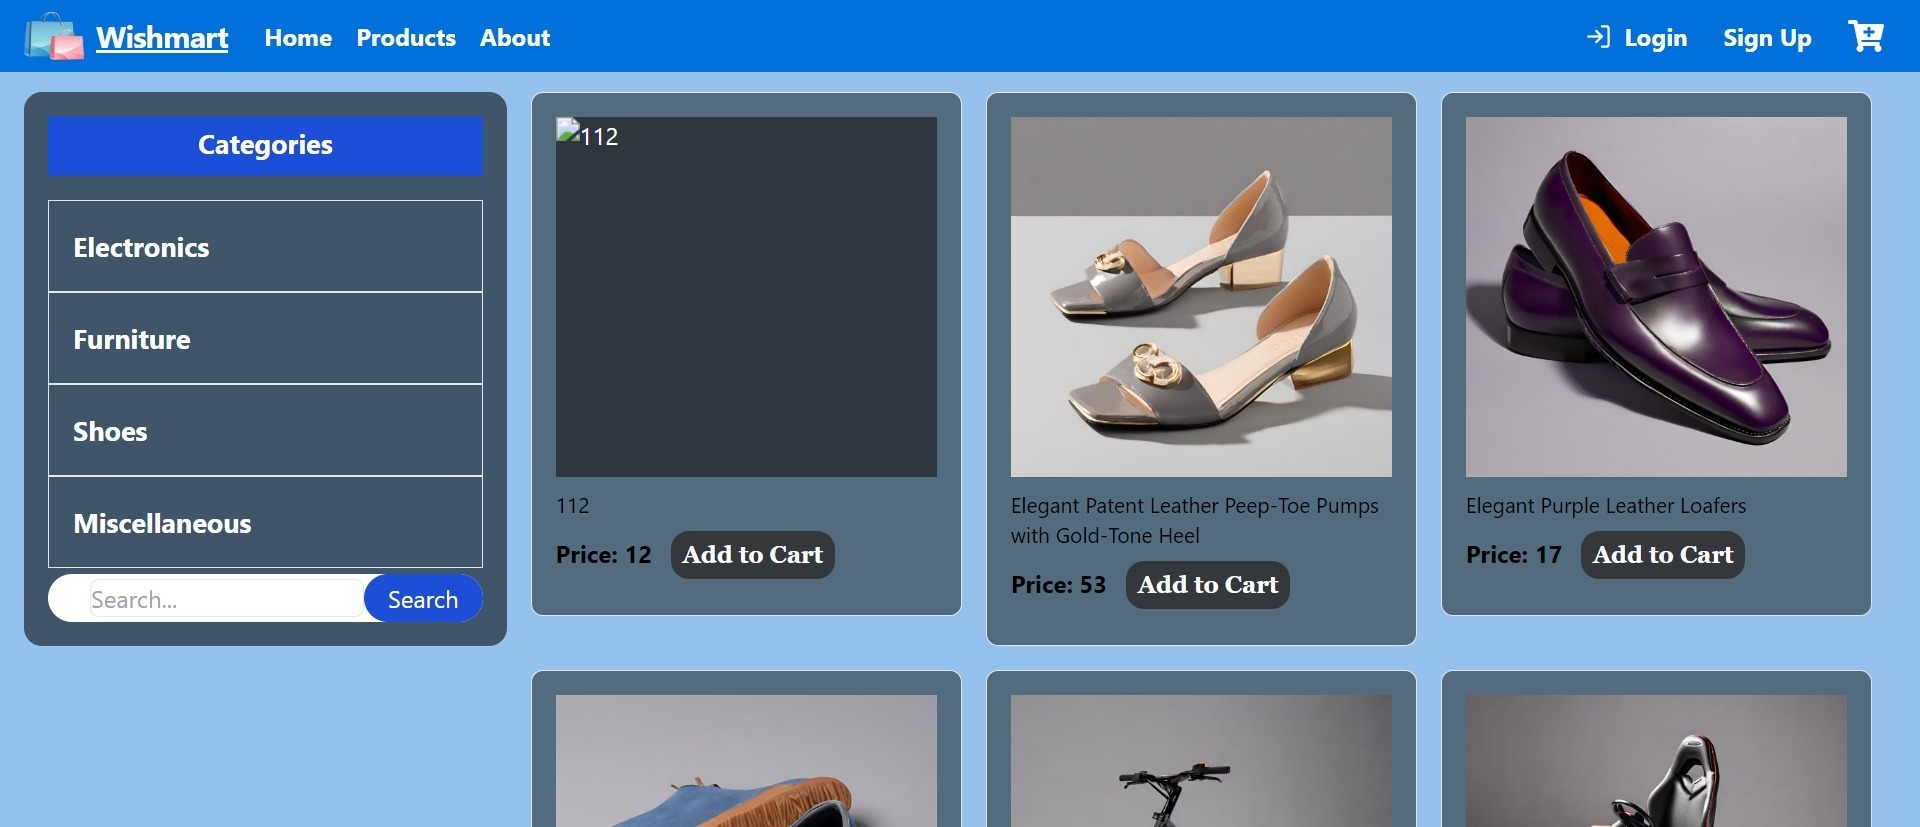 Wishmart
Home
Products
About
Login
Sign Up
Categories
Electronics
Furniture
Shoes
Miscellaneous
Search...
Search
112
112
Price: 12
Add to Cart
Elegant Patent Leather Peep-Toe Pumps
with Gold-Tone Heel
Price: 53
Add to Cart
Elegant Purple Leather Loafers
Price: 17
Add to Cart